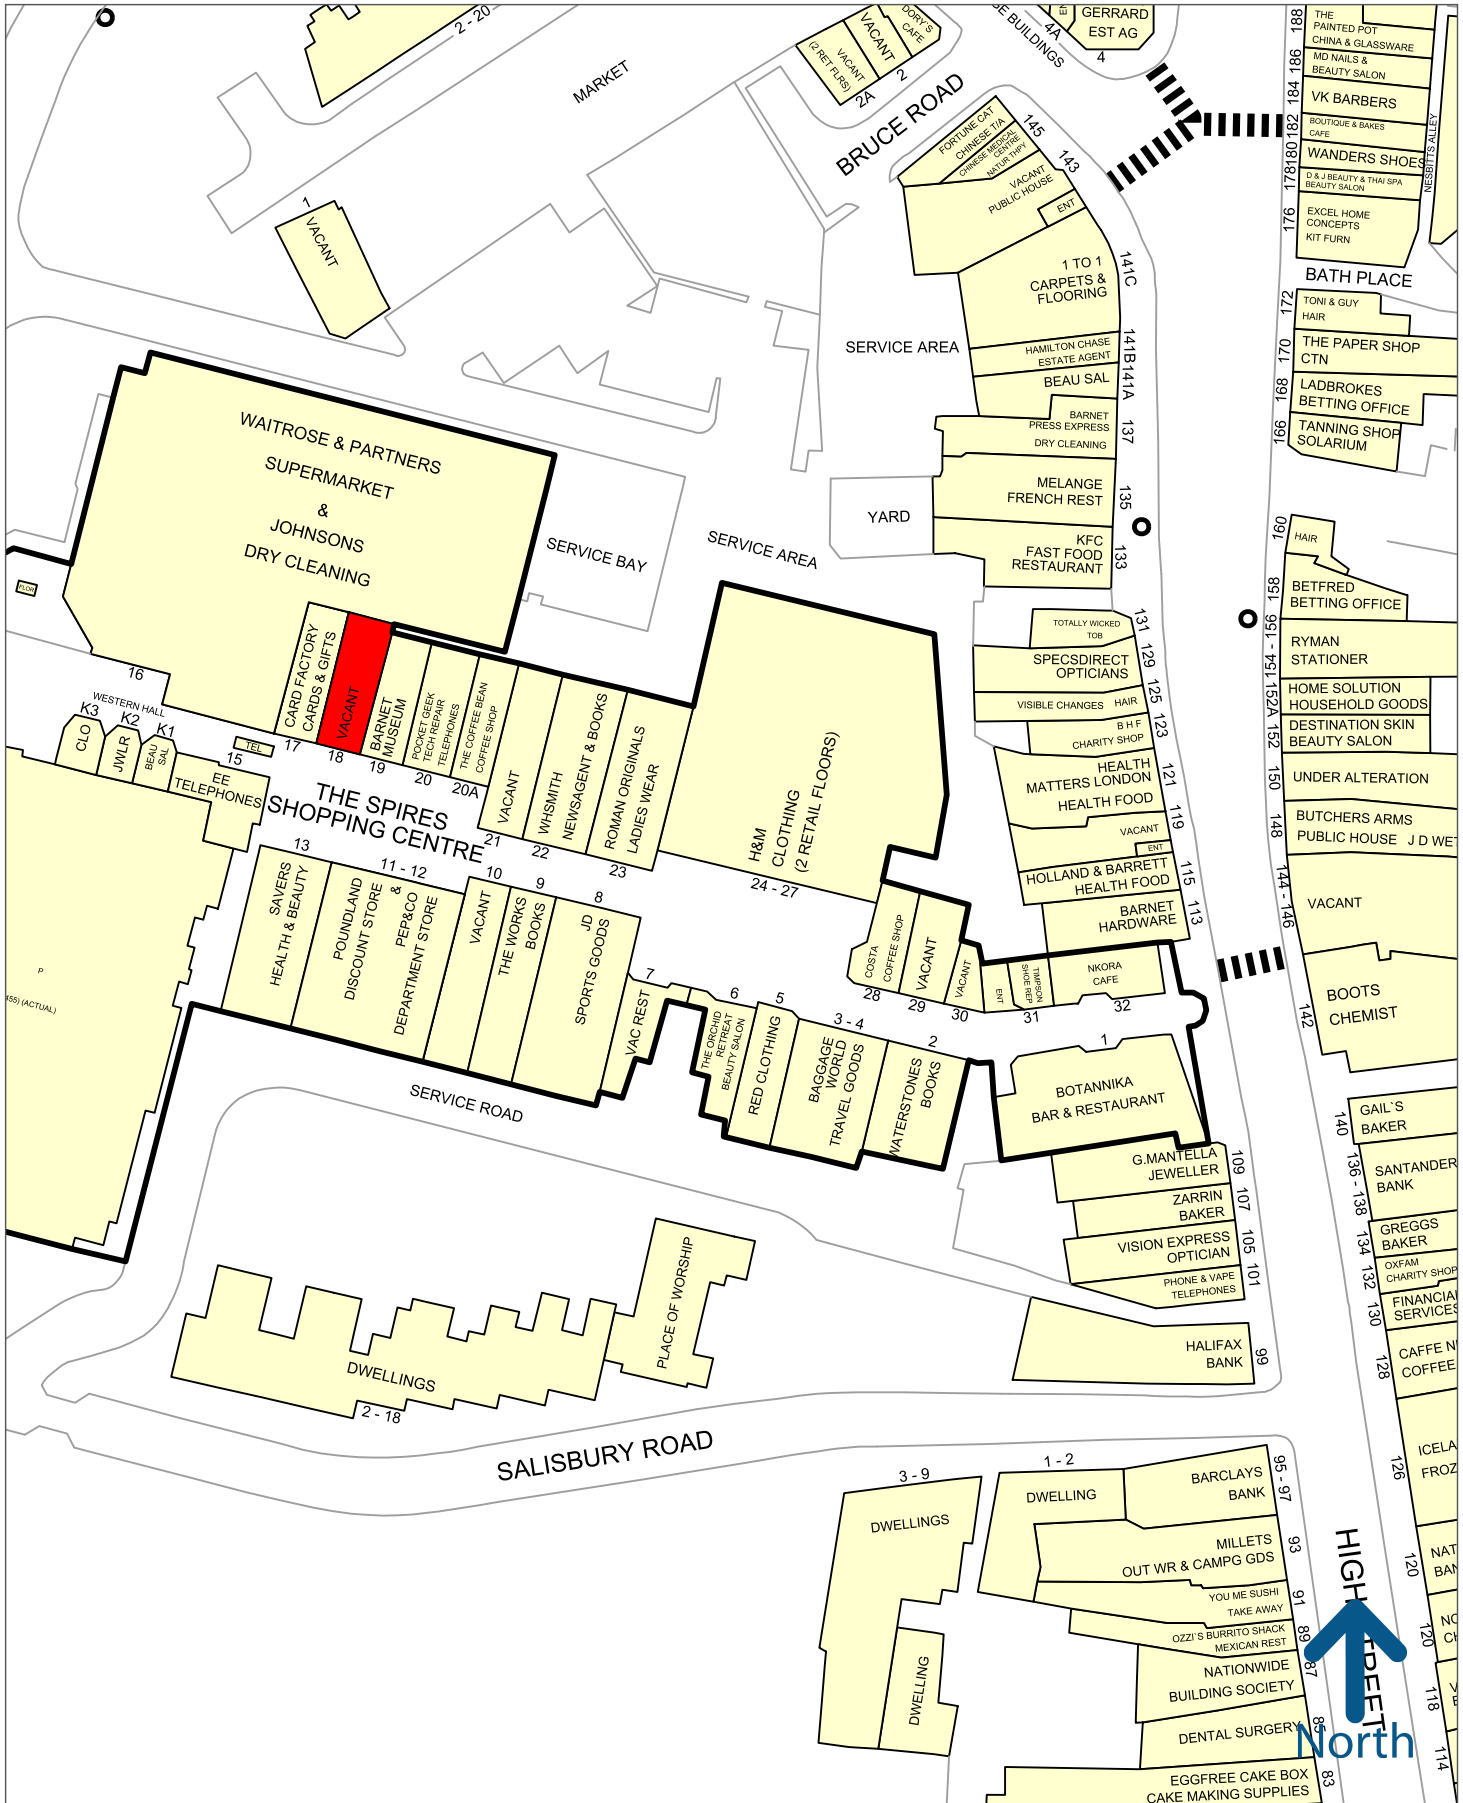 2 - 20
MARKET
DORY'S
CAFE
VACANT
2
VACANT
(2 RET FLRS)
2A
BRUCE ROAD
4A
BUILDINGS
GERRARD
EST AG
4
1
VACANT
FORTUNE CAT
CHINESE T/A
145
CHINESE MEDICAL
CENTRE
NATUR THPY
143
VACANT
PUBLIC HOUSE
ENT
1 TO 1
CARPETS &
FLOORING
141C
HAMILTON CHASE
ESTATE AGENT
141B
BEAU SAL
141A
BARNET
PRESS EXPRESS
DRY CLEANING
137
MELANGE
FRENCH REST
135
KFC
FAST FOOD
RESTAURANT
133
SERVICE AREA
YARD
SERVICE AREA
SERVICE BAY
188
THE
PAINTED POT
CHINA & GLASSWARE
186
MD NAILS &
BEAUTY SALON
184
VK BARBERS
182
BOUTIQUE & BAKES
CAFE
180
WANDERS SHOES
178
D & J BEAUTY & THAI SPA
BEAUTY SALON
176
EXCEL HOME
CONCEPTS
KIT FURN
NESBITTS ALLEY
BATH PLACE
172
TONI & GUY
HAIR
170
THE PAPER SHOP
CTN
168
LADBROKES
BETTING OFFICE
166
TANNING SHOP
SOLARIUM
160
HAIR
158
BETFRED
BETTING OFFICE
154 - 156
RYMAN
STATIONER
152A
HOME SOLUTION
HOUSEHOLD GOODS
152
DESTINATION SKIN
BEAUTY SALON
150
UNDER ALTERATION
148
BUTCHERS ARMS
PUBLIC HOUSE J D WET
144 - 146
VACANT
142
BOOTS
CHEMIST
140
GAIL`S
BAKER
136 - 138
SANTANDER
BANK
134
GREGGS
BAKER
132
OXFAM
CHARITY SHOP
130
FINANCIAL
SERVICES
128
CAFFE N
COFFEE
126
ICELA
FROZ
120
NAT
BAN
120
NO
CH
118
114
WAITROSE & PARTNERS
SUPERMARKET
&
JOHNSONS
DRY CLEANING
FLOR
16
WESTERN HALL
K3
CLO
K2
JWLR
K1
BEAU
SAL
15
TEL
EE
TELEPHONES
CARD FACTORY
CARDS & GIFTS
17
VACANT
18
BARNET
MUSEUM
19
POCKET GEEK
TECH REPAIR
TELEPHONES
20
THE COFFEE BEAN
COFFEE SHOP
20A
VACANT
21
WHSMITH
NEWSAGENT & BOOKS
22
ROMAN ORIGINALS
LADIES WEAR
23
H&M
CLOTHING
(2 RETAIL FLOORS)
24 - 27
THE SPIRES
SHOPPING CENTRE
13
SAVERS
HEALTH & BEAUTY
11 - 12
POUNDLAND
DISCOUNT STORE
&
PEP&CO
DEPARTMENT STORE
10
VACANT
9
THE WORKS
BOOKS
8
JD
SPORTS GOODS
7
VAC REST
6
THE ORCHID
RETREAT
BEAUTY SALON
5
RED CLOTHING
3 - 4
BAGGAGE
WORLD
TRAVEL GOODS
2
WATERSTONES
BOOKS
1
BOTANNIKA
BAR & RESTAURANT
COSTA
COFFEE SHOP
28
VACANT
29
VACANT
30
ENT
TIMPSON
SHOE REP
31
NKORA
CAFE
32
P
455) (ACTUAL)
SERVICE ROAD
TOTALLY WICKED
TOB
131
SPECSDIRECT
OPTICIANS
129
VISIBLE CHANGES HAIR
125
B H F
CHARITY SHOP
123
HEALTH
MATTERS LONDON
HEALTH FOOD
121
VACANT
119
ENT
HOLLAND & BARRETT
HEALTH FOOD
115
BARNET
HARDWARE
113
G.MANTELLA
JEWELLER
109
ZARRIN
BAKER
107
VISION EXPRESS
OPTICIAN
105
PHONE & VAPE
TELEPHONES
101
HALIFAX
BANK
99
PLACE OF WORSHIP
DWELLINGS
2 - 18
SALISBURY ROAD
3 - 9
DWELLINGS
DWELLING
1 - 2
DWELLING
BARCLAYS
BANK
95 - 97
MILLETS
OUT WR & CAMPG GDS
93
YOU ME SUSHI
TAKE AWAY
91
OZZI`S BURRITO SHACK
MEXICAN REST
89
NATIONWIDE
BUILDING SOCIETY
87
DENTAL SURGERY
85
EGGFREE CAKE BOX
CAKE MAKING SUPPLIES
83
HIGH STREET
North